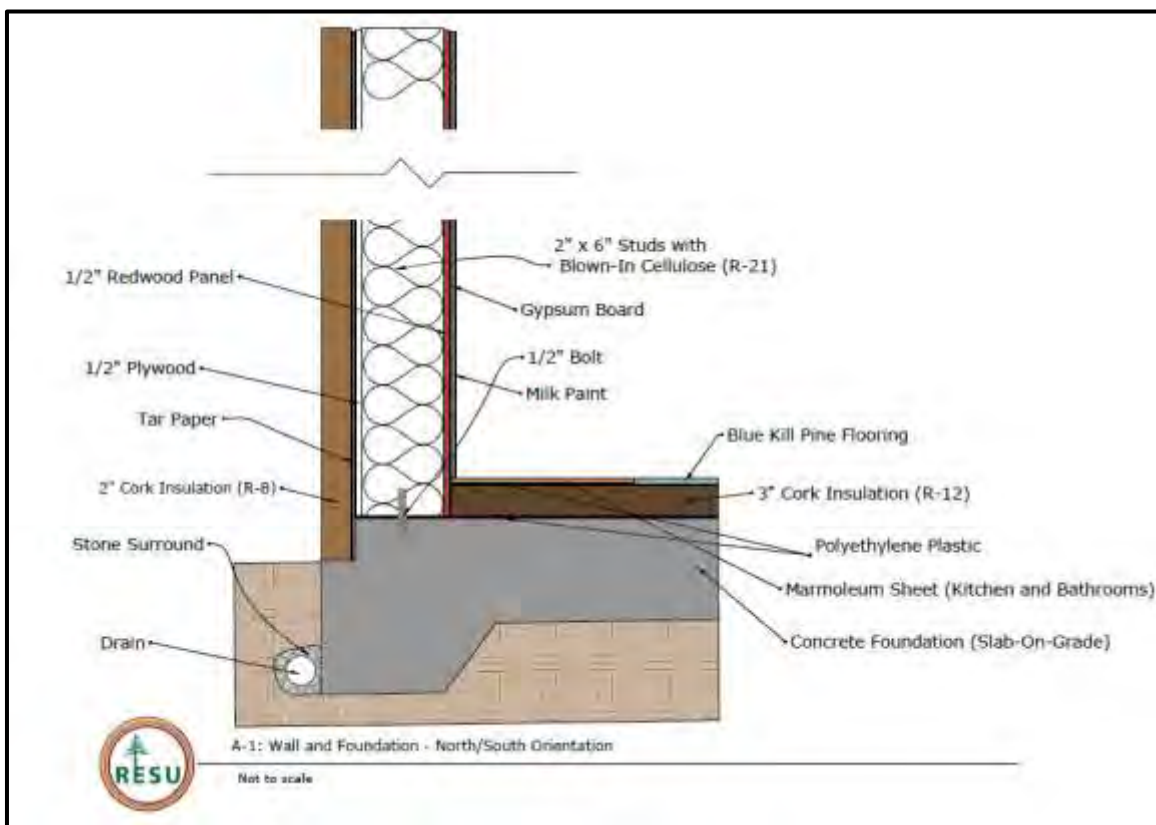 2" x 6" Studs with
Blown-In Cellulose (R-21)
1/2" Redwood Panel
Gypsum Board
1/2" Bolt
1/2" Plywood
Milk Paint
Tar Paper
Blue Kill Pine Flooring
2" Cork Insulation (R-8)
3" Cork Insulation (R-12)
Stone Surround
Polyethylene Plastic
Marmoleum Sheet (Kitchen and Bathrooms)
Drain
Concrete Foundation (Slab-On-Grade)
A-1: Wall and Foundation - North/South Orientation
RESU
Not to scale